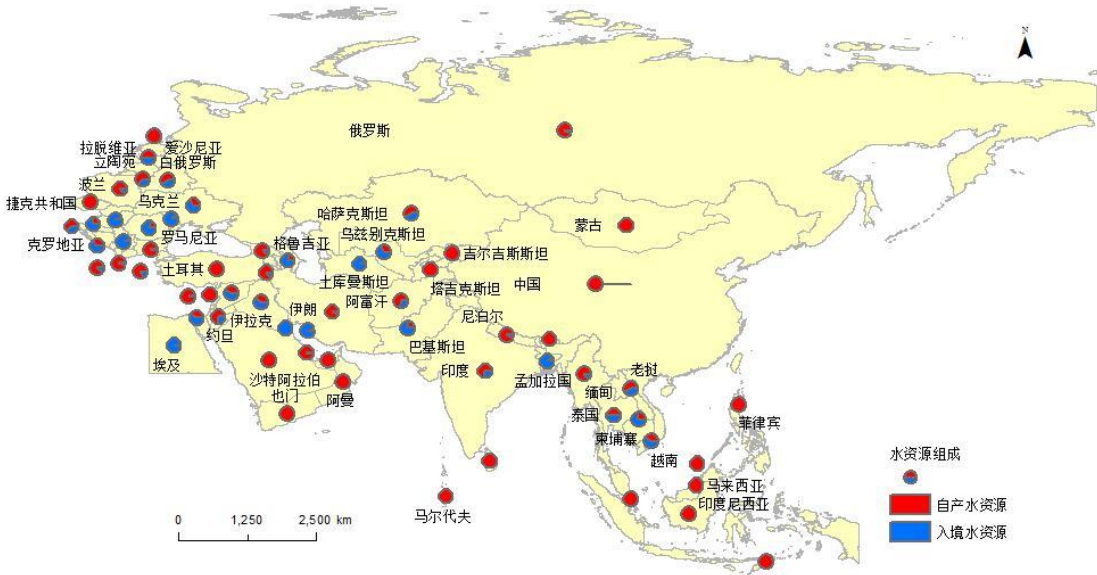 N
俄罗斯
拉脱维亚
爱沙尼亚
立陶宛
白俄罗斯
波兰
捷克共和国
乌克兰
哈萨克斯坦
蒙古
克罗地亚
罗马尼亚
格鲁吉亚
乌兹别克斯坦
吉尔吉斯斯坦
土耳其
土库曼斯坦
塔吉克斯坦
中国
伊朗
阿富汗
伊拉克
尼泊尔
约旦
巴基斯坦
埃及
印度
孟加拉国
老挝
沙特阿拉伯
缅甸
也门
阿曼
泰国
菲律宾
柬埔寨
越南
马来西亚
印度尼西亚
马尔代夫
水资源组成
自产水资源
入境水资源
0 1,250 2,500 km